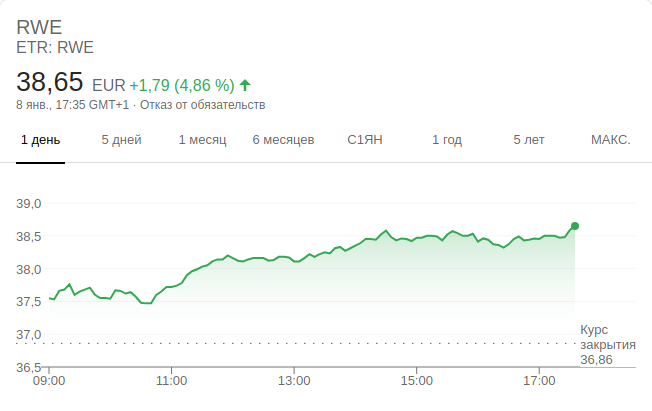 RWE
ETR: RWE
38,65 EUR +1,79 (4,86 %)
8 янв., 17:35 GMT+1 · Отказ от обязательств
1 день 5 дней 1 месяц 6 месяцев С1ЯН 1 год 5 лет МАКС.
39,0
38,5
38,0
37,5
37,0
36,5
Курс
закрытия
36,86
09:00 11:00 13:00 15:00 17:00